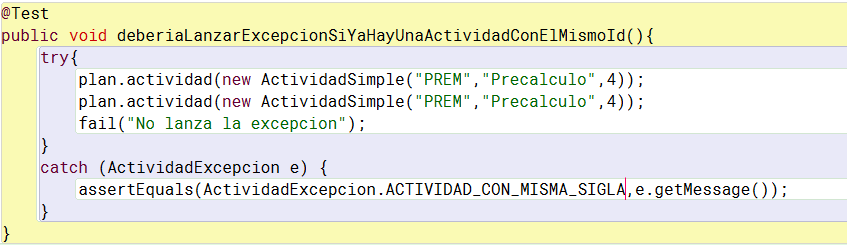 @Test
public void deberiaLanzarExcepcionSiYaHayUnaActividadConElMismoId(){
try{
plan.actividad(new ActividadSimple("PREM","Precalculo",4));
plan.actividad(new ActividadSimple("PREM","Precalculo",4));
fail("No lanza la excepcion");
}
catch (ActividadExcepcion e) {
assertEquals(ActividadExcepcion.ACTIVIDAD_CON_MISMA_SIGLA,e.getMessage());
}
}